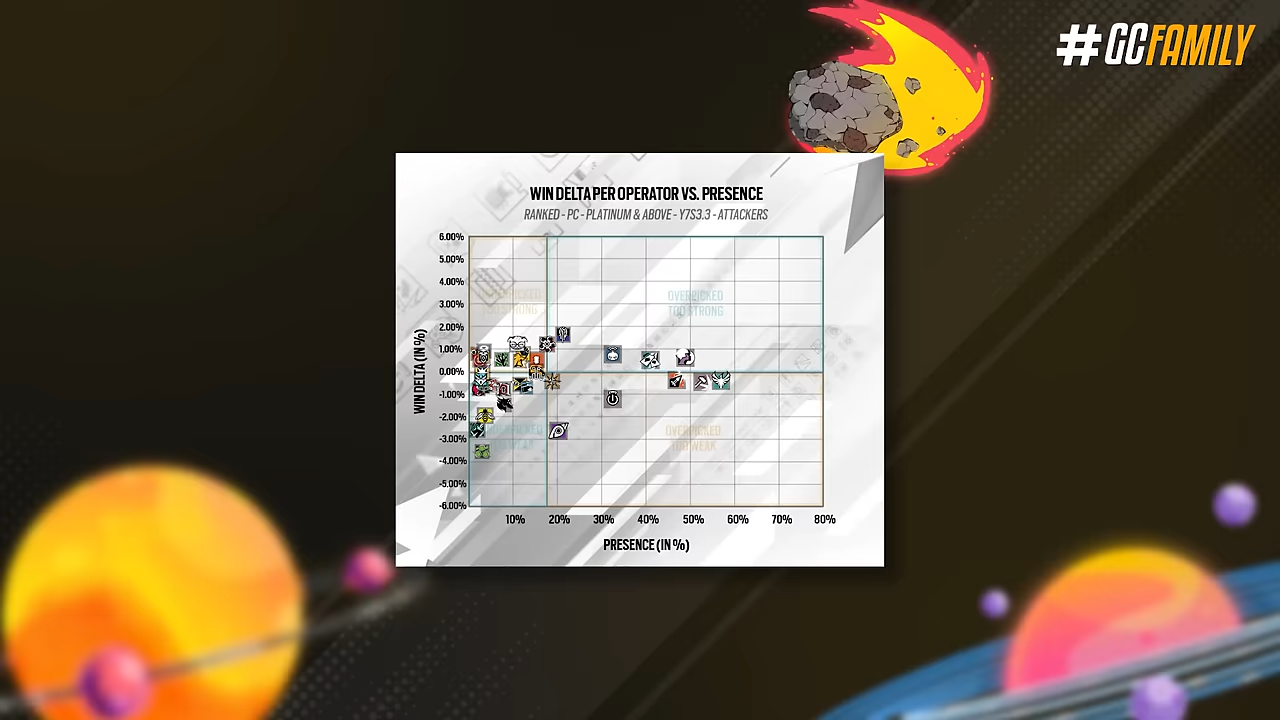 #GCFAMILY
WIN DELTA PER OPERATOR VS. PRESENCE
RANKED - PC - PLATINUM & ABOVE - Y7S3.3 - ATTACKERS
6.00%
5.00%
4.00%
3.00%
2.00%
1.00%
0.00%
-1.00%
-2.00%
-3.00%
-4.00%
-5.00%
-6.00%
WIN DELTA (IN %)
OVERPICKED
TOO STRONG
TOO STRONG
OVERPICKED
TOO WEAK
WEAK
10% 20% 30% 40% 50% 60% 70% 80%
PRESENCE (IN %)